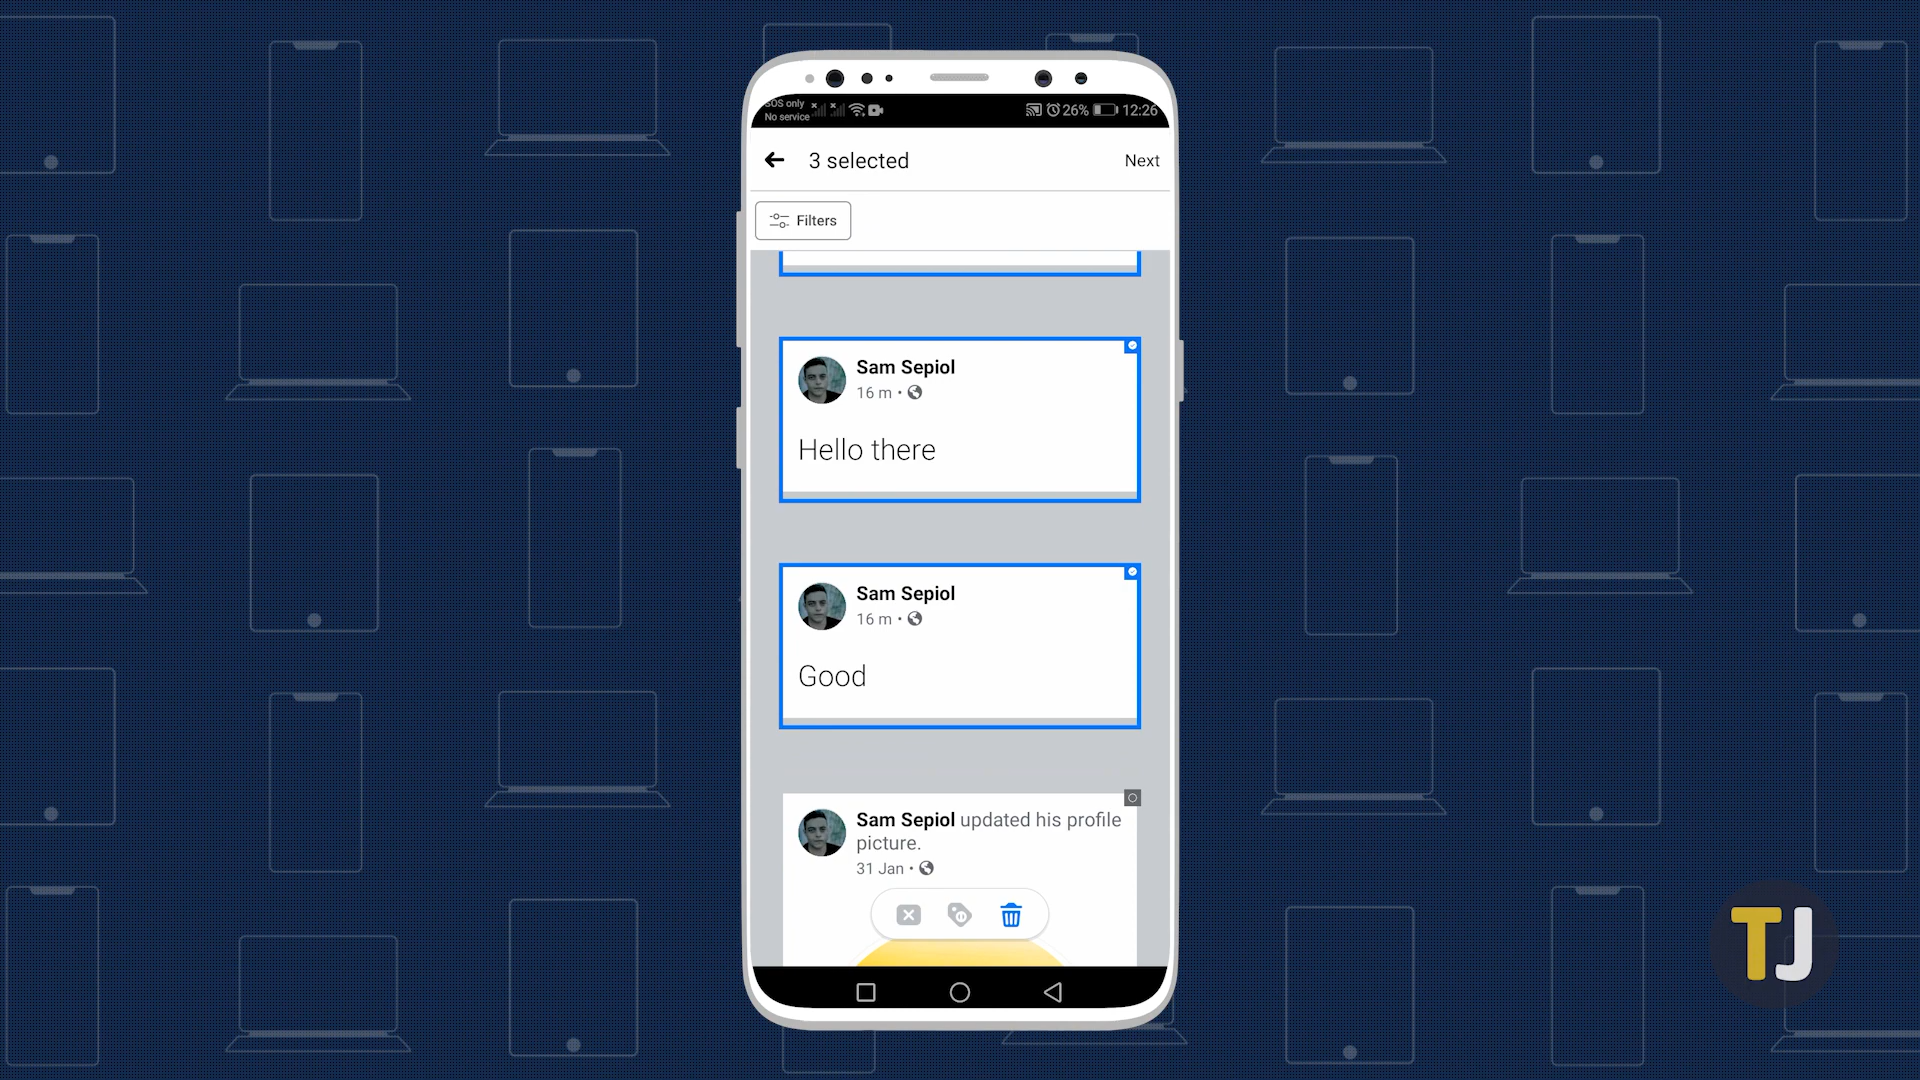 SOS only
No service
26%
12:26
3 selected
Next
Filters
Sam Sepiol
16 m •
Hello there
Sam Sepiol
16 m •
Good
Sam Sepiol updated his profile
picture.
31 Jan •
TJ